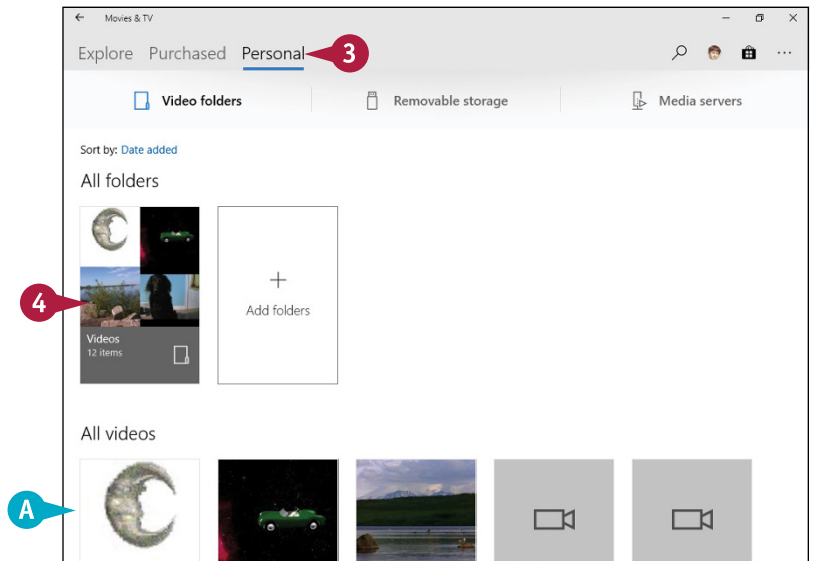 Movies & TV
Explore Purchased Personal 3
Video folders Removable storage Media servers
Sort by: Date added
All folders
4
Add folders
Videos
12 items
All videos
A